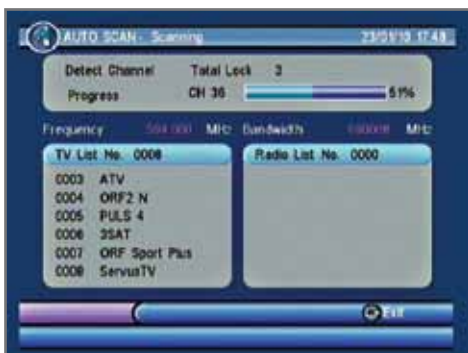 AUTO SCAN - Scanning 23/01/10 17:48
Detect Channel Total Lock 3
Progress CH 36 51%
Frequency MHz Bandwidth MHz
TV List No. 0008 Radio List No. 0000
0003 ATV
0004 ORF2 N
0005 PULS 4
0006 3SAT
0007 ORF Sport Plus
0008 ServusTV
Exit